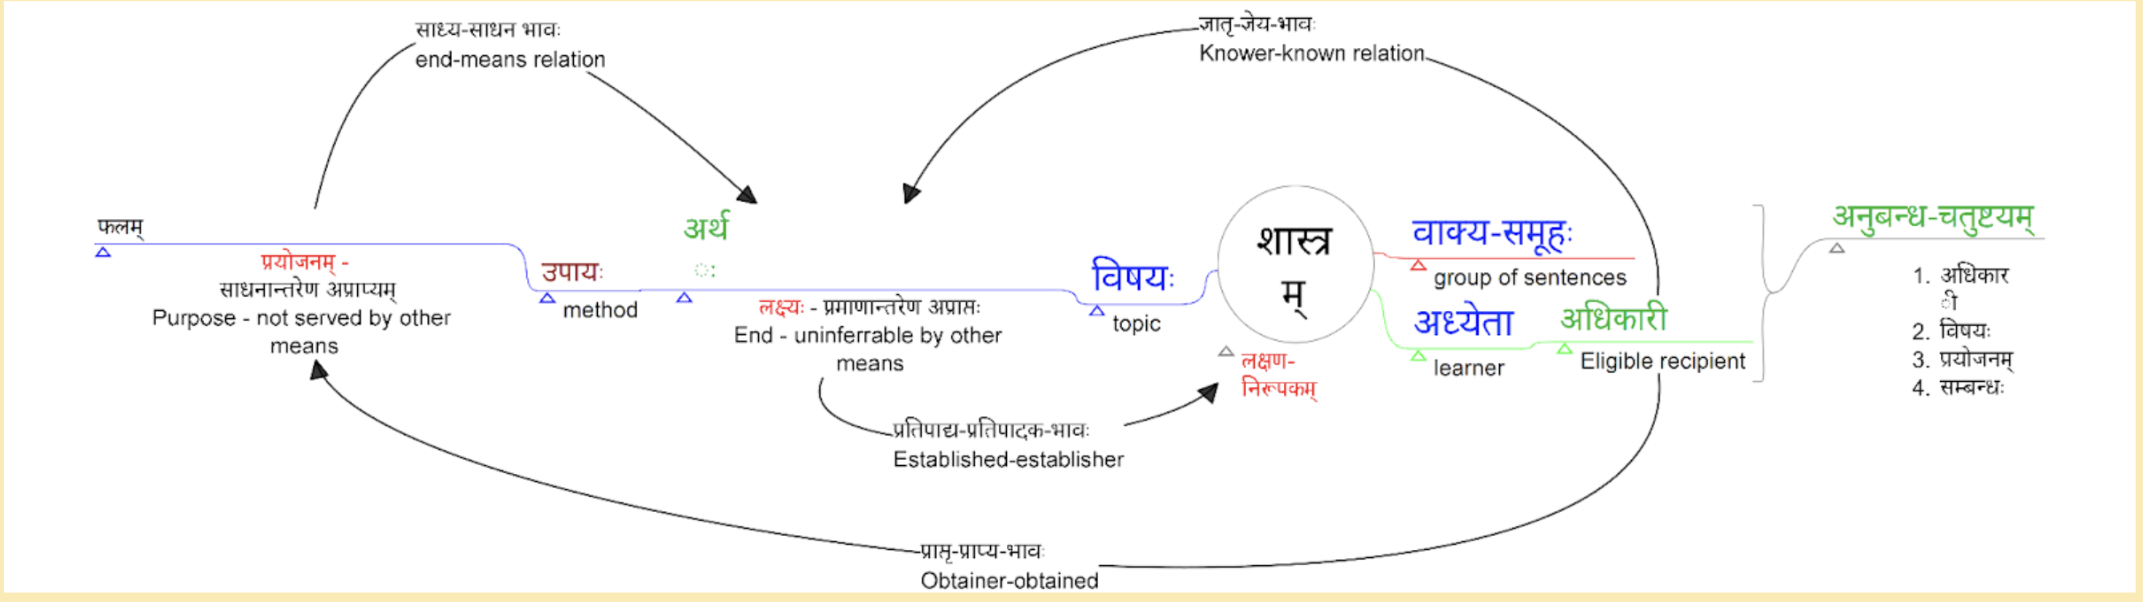 साध्य-साधन भावः
end-means relation
ज्ञातृ-ज्ञेय-भावः
Knower-known relation
फलम्
प्रयोजनम् -
साधनान्तरेण अप्राप्यम्
Purpose - not served by other
means
उपायः
method
अर्थ
ः
लक्ष्यः - प्रमाणान्तरेण अप्राप्तः
End - uninferrable by other
means
विषयः
topic
शास्त्र
म्
लक्षण-
निरूपकम्
वाक्य-समूहः
group of sentences
अध्येता
learner
अधिकारी
Eligible recipient
अनुबन्ध-चतुष्टयम्
1. अधिकार
ी
2. विषयः
3. प्रयोजनम्
4. सम्बन्धः
प्रतिपाद्य-प्रतिपादक-भावः
Established-establisher
प्राप्तृ-प्राप्य-भावः
Obtainer-obtained